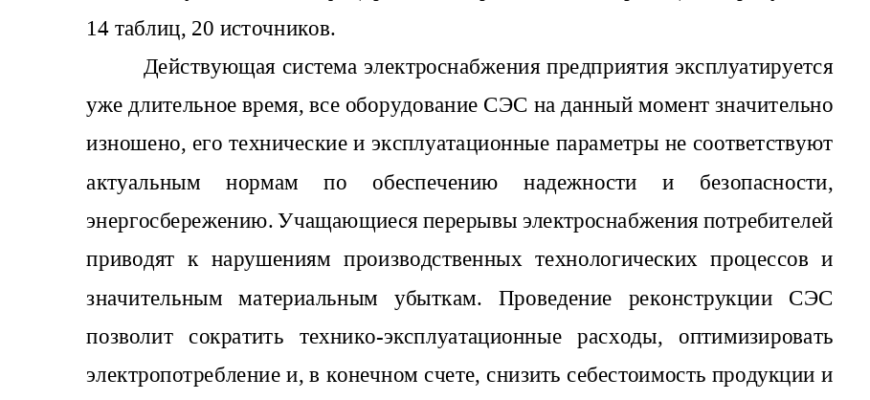 14 таблиц, 20 источников.
Действующая система электроснабжения предприятия эксплуатируется
уже длительное время, все оборудование СЭС на данный момент значительно
изношено, его технические и эксплуатационные параметры не соответствуют
актуальным нормам по обеспечению надежности и безопасности,
энергосбережению. Учащающиеся перерывы электроснабжения потребителей
приводят к нарушениям производственных технологических процессов и
значительным материальным убыткам. Проведение реконструкции СЭС
позволит сократить технико-эксплуатационные расходы, оптимизировать
электропотребление и, в конечном счете, снизить себестоимость продукции и